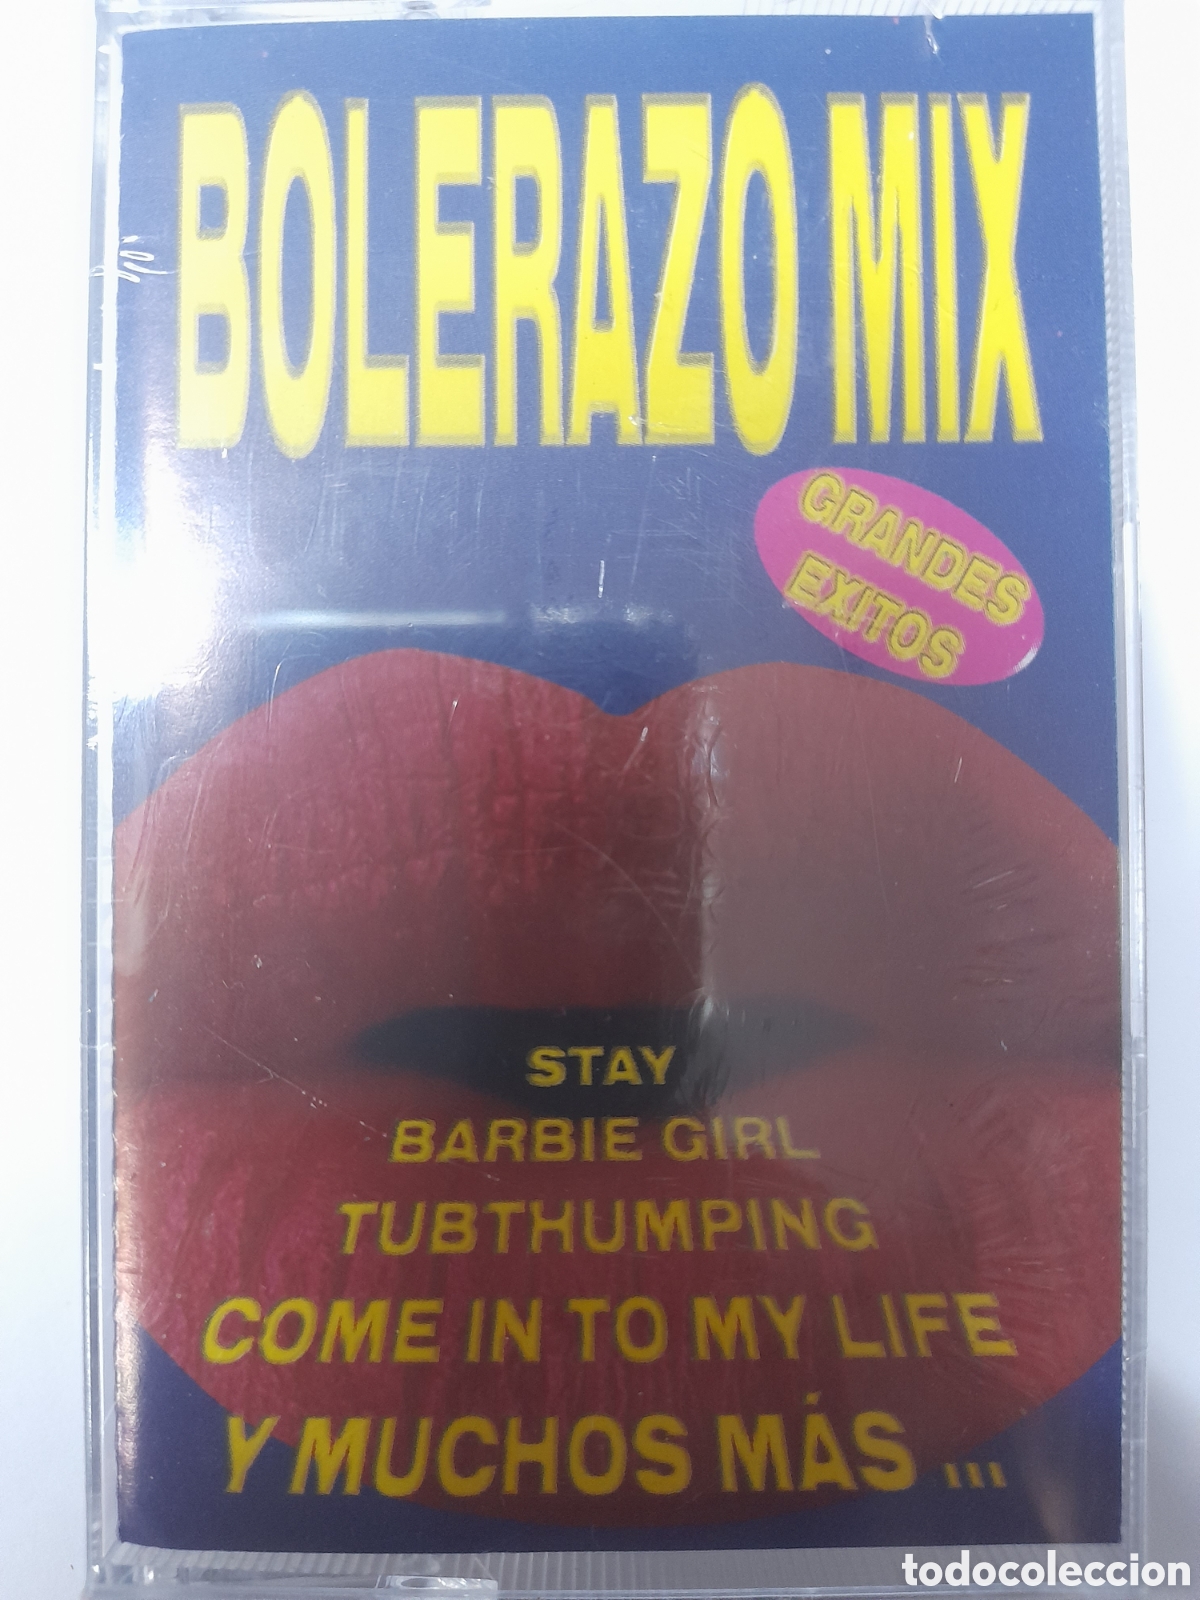 BOLERAZO MIX
GRANDES
EXITOS
STAY
BARBIE GIRL
TUBTHUMPING
COME IN TO MY LIFE
Y MUCHOS MÁS ...
todocoleccion